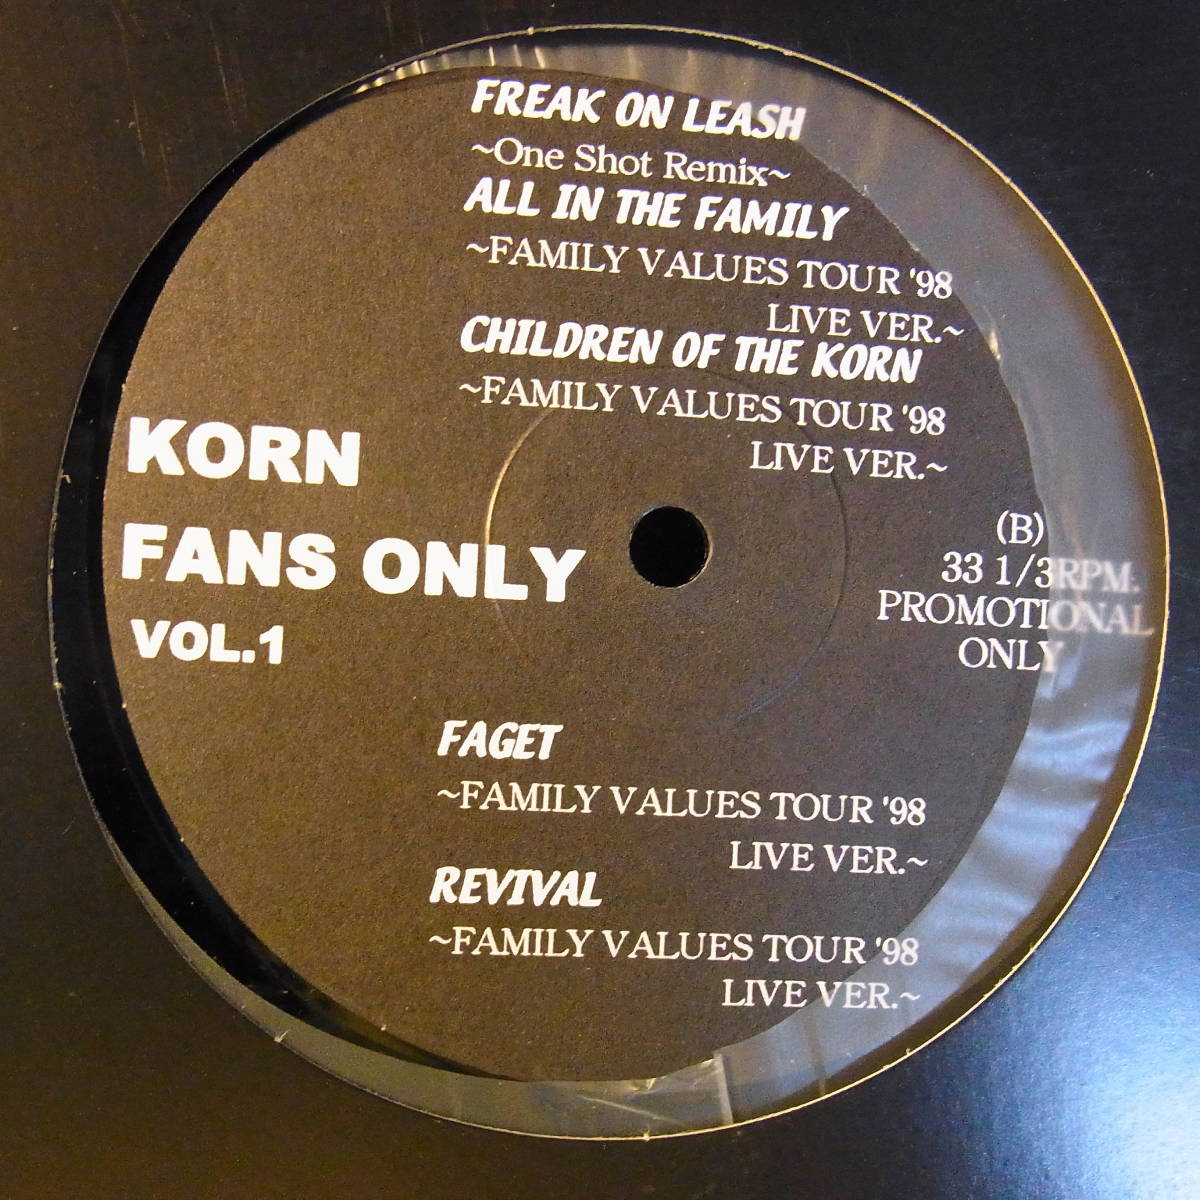 FREAK ON LEASH
~One Shot Remix~
ALL IN THE FAMILY
~FAMILY VALUES TOUR '98
LIVE VER.~
CHILDREN OF THE KORN
~FAMILY VALUES TOUR '98
LIVE VER.~
KORN
FANS ONLY
VOL.1
(B)
33 1/3RPM.
PROMOTIONAL
ONLY
FAGET
~FAMILY VALUES TOUR '98
LIVE VER.~
REVIVAL
~FAMILY VALUES TOUR '98
LIVE VER.~